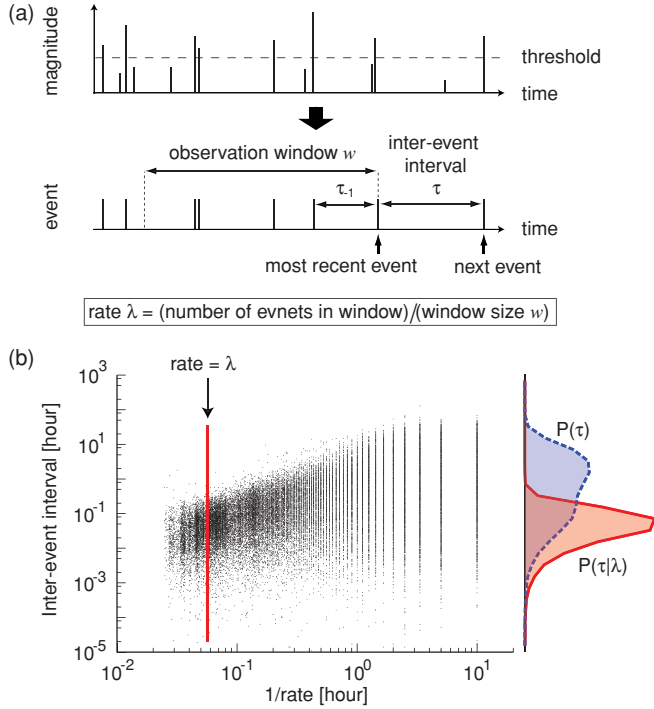 (a)
magnitude
threshold
time
observation window w
inter-event
interval
τ-1
τ
event
time
most recent event
next event
rate λ = (number of evnets in window)/(window size w)
(b)
rate = λ
Inter-event interval [hour]
10^3
10^1
10^-1
10^-3
10^-5
P(τ)
P(τ|λ)
10^-2
10^-1
10^0
10^1
1/rate [hour]